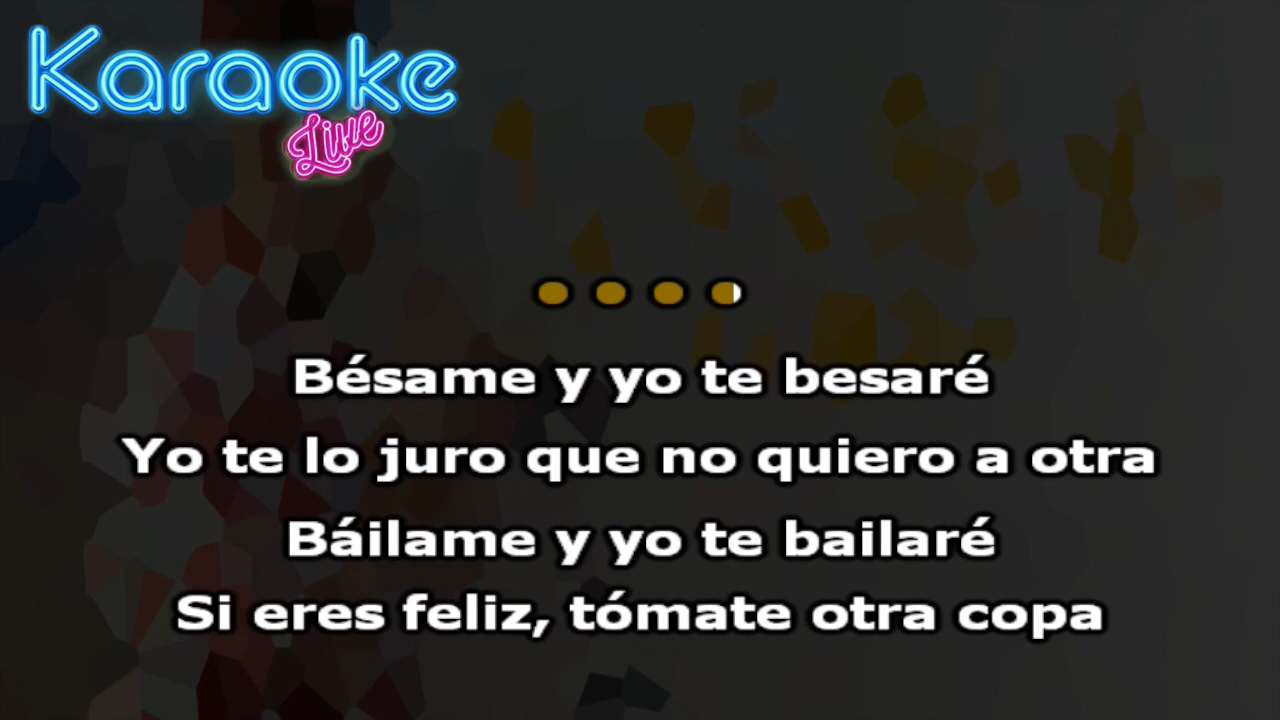 Karaoke
Live
Bésame y yo te besaré
Yo te lo juro que no quiero a otra
Báilame y yo te bailaré
Si eres feliz, tómate otra copa